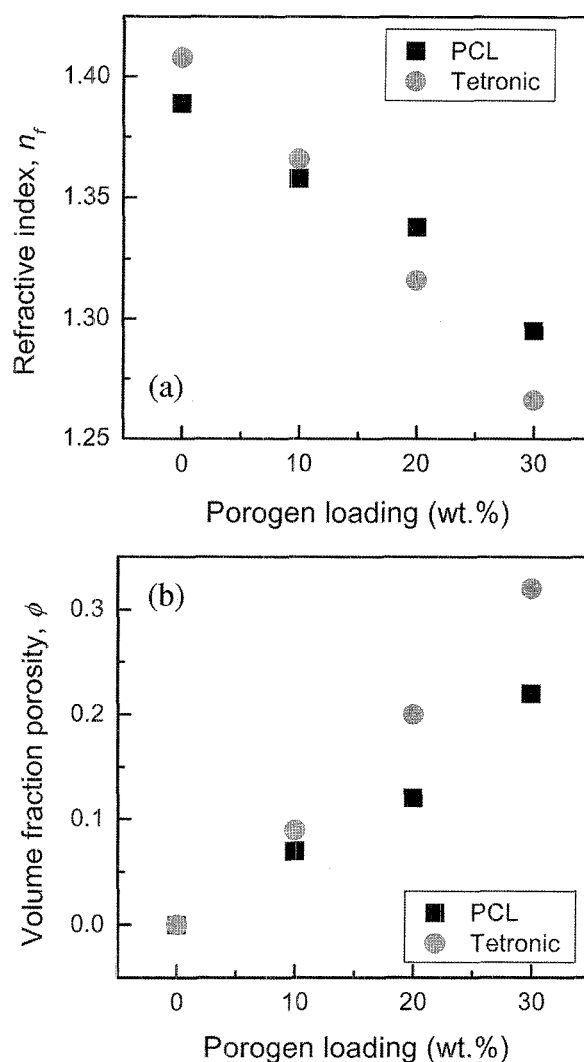 PCL
Tetronic
1.40
1.35
1.30
1.25
Refractive index, n_f
(a)
0 10 20 30
Porogen loading (wt.%)
(b)
0.3
0.2
0.1
0.0
Volume fraction porosity, ϕ
PCL
Tetronic
0 10 20 30
Porogen loading (wt.%)